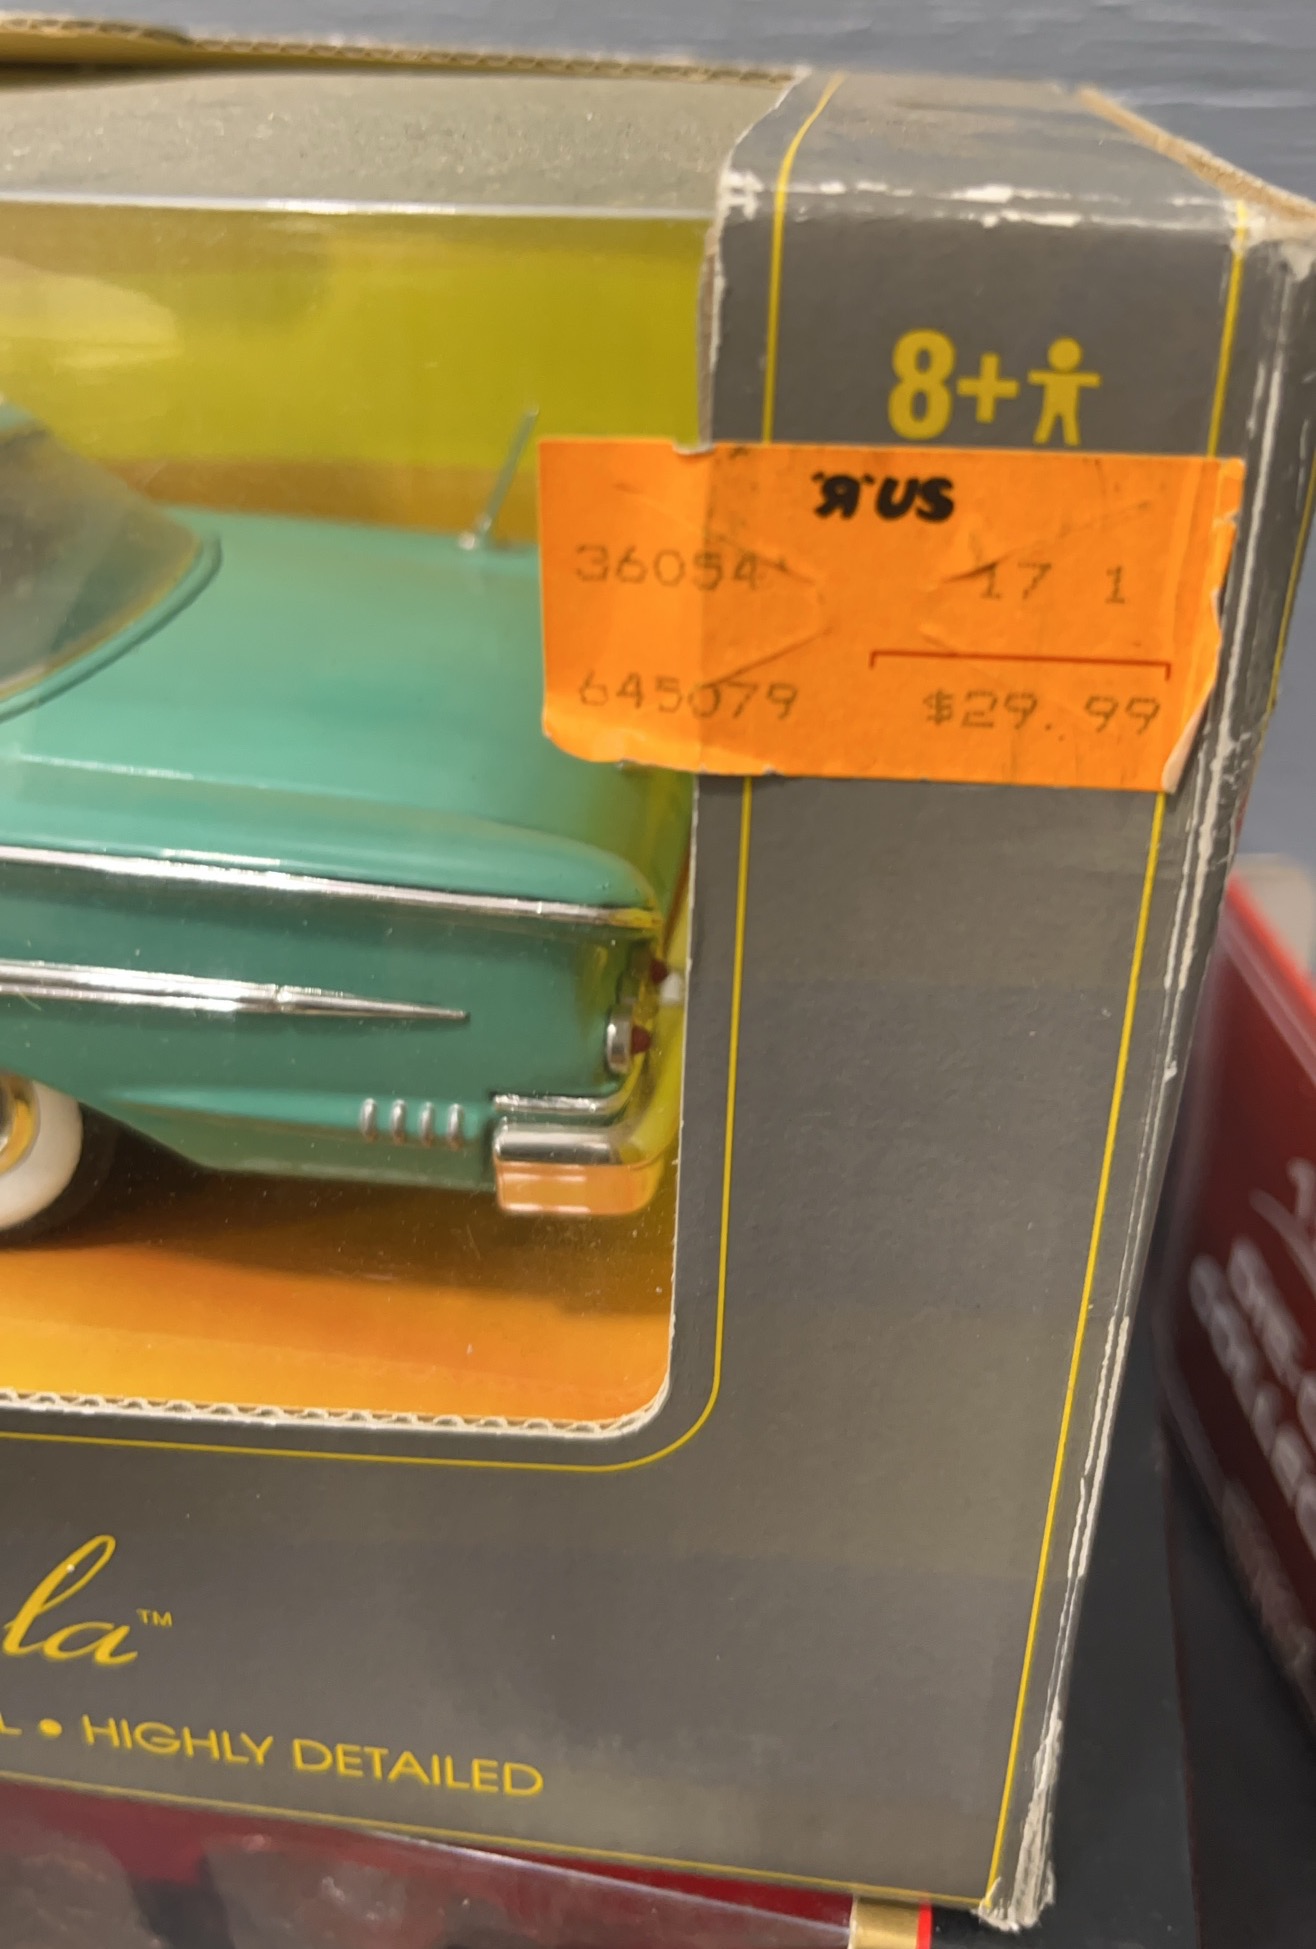 8+
"Я" US
36054 17 1
645079 $29.99
la™
L • HIGHLY DETAILED